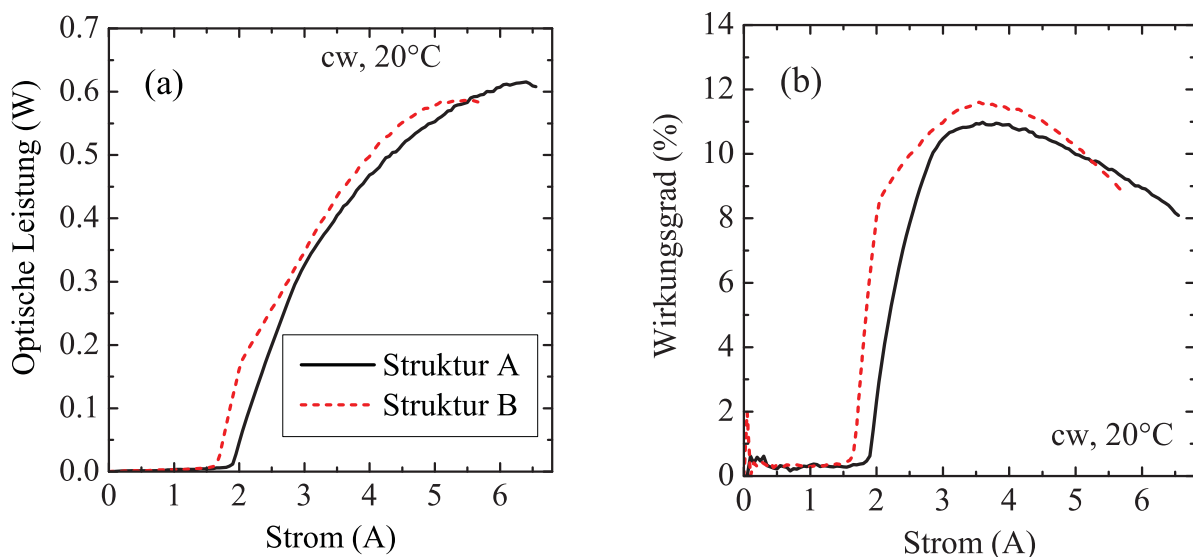 (a)
cw, 20°C
Optische Leistung (W)
0.7
0.6
0.5
0.4
0.3
0.2
0.1
0.0
Struktur A
Struktur B
0 1 2 3 4 5 6
Strom (A)
(b)
Wirkungsgrad (%)
14
12
10
8
6
4
2
0
cw, 20°C
0 1 2 3 4 5 6
Strom (A)